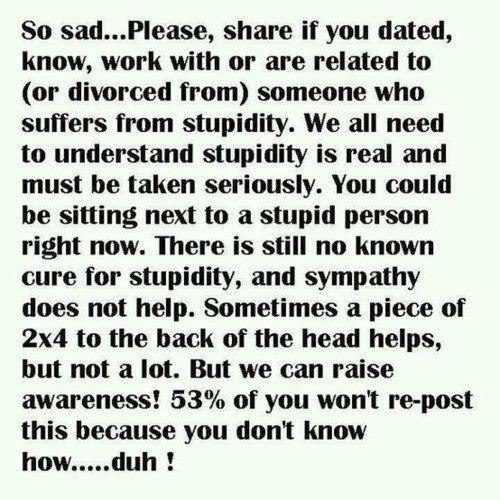 So sad...Please, share if you dated,
know, work with or are related to
(or divorced from) someone who
suffers from stupidity. We all need
to understand stupidity is real and
must be taken seriously. You could
be sitting next to a stupid person
right now. There is still no known
cure for stupidity, and sympathy
does not help. Sometimes a piece of
2x4 to the back of the head helps,
but not a lot. But we can raise
awareness! 53% of you won't re-post
this because you don't know
how.....duh !